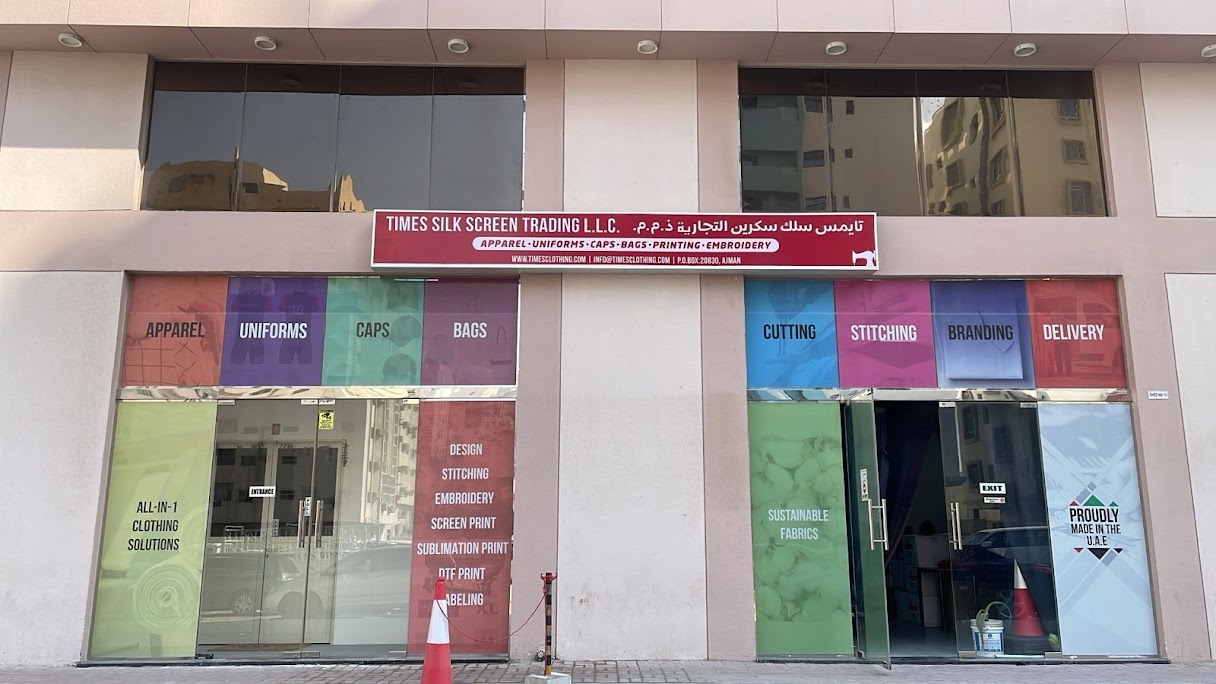 TIMES SILK SCREEN TRADING L.L.C. تايمس سلك سكرين التجارية ذ.م.م.
APPAREL • UNIFORMS • CAPS • BAGS • PRINTING • EMBROIDERY
WWW.TIMESCLOTHING.COM | INFO@TIMESCLOTHING.COM | P.O.BOX:20830, AJMAN
APPAREL
UNIFORMS
CAPS
BAGS
CUTTING
STITCHING
BRANDING
DELIVERY
ALL-IN-1
CLOTHING
SOLUTIONS
ENTRANCE
DESIGN
STITCHING
EMBROIDERY
SCREEN PRINT
SUBLIMATION PRINT
DTF PRINT
LABELING
XL
M
SUSTAINABLE
FABRICS
EXIT
PROUDLY
MADE IN THE
U.A.E